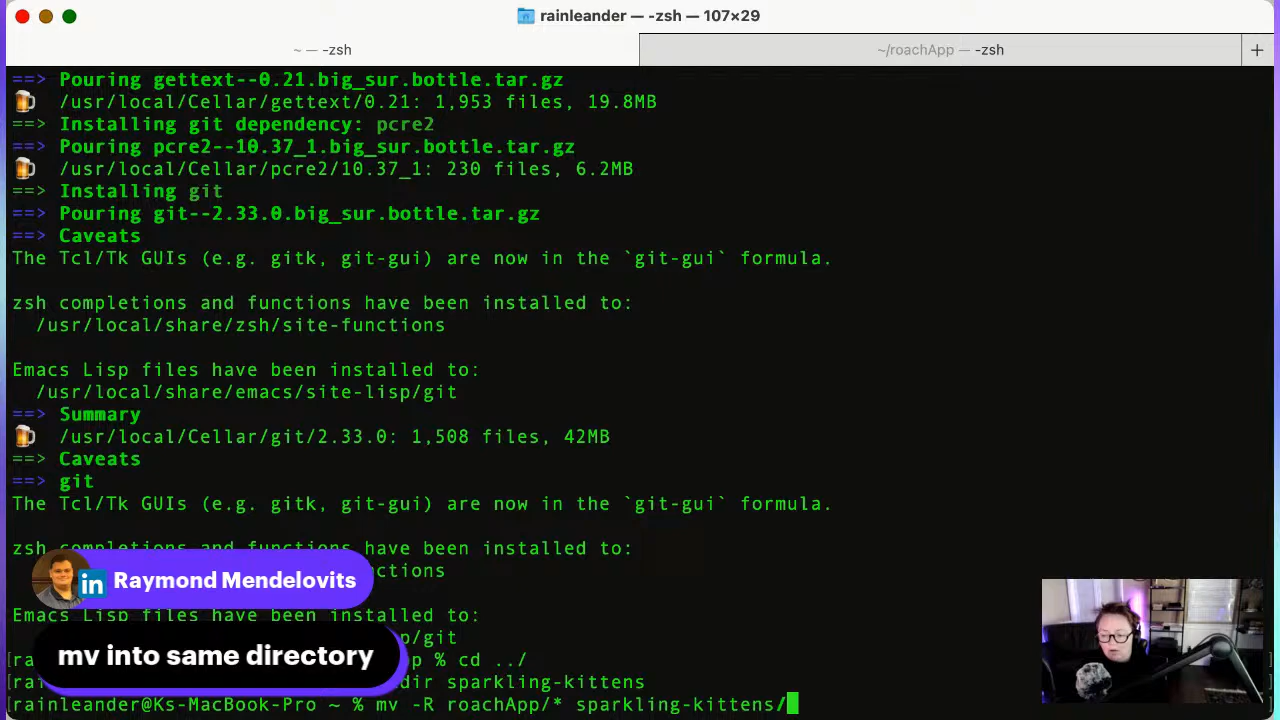 rainleander — -zsh — 107×29
~ — -zsh
~/roachApp — -zsh
+
==> Pouring gettext--0.21.big_sur.bottle.tar.gz
/usr/local/Cellar/gettext/0.21: 1,953 files, 19.8MB
==> Installing git dependency: pcre2
==> Pouring pcre2--10.37_1.big_sur.bottle.tar.gz
/usr/local/Cellar/pcre2/10.37_1: 230 files, 6.2MB
==> Installing git
==> Pouring git--2.33.0.big_sur.bottle.tar.gz
==> Caveats
The Tcl/Tk GUIs (e.g. gitk, git-gui) are now in the `git-gui` formula.
zsh completions and functions have been installed to:
/usr/local/share/zsh/site-functions
Emacs Lisp files have been installed to:
/usr/local/share/emacs/site-lisp/git
==> Summary
/usr/local/Cellar/git/2.33.0: 1,508 files, 42MB
==> Caveats
==> git
The Tcl/Tk GUIs (e.g. gitk, git-gui) are now in the `git-gui` formula.
zsh completions and functions have been installed to:
ctions
in Raymond Mendelovits
Emacs Lisp files have been installed to:
p/git
mv into same directory
[ra p % cd ../ ]
[ra dir sparkling-kittens ]
rainleander@Ks-MacBook-Pro ~ % mv -R roachApp/* sparkling-kittens/